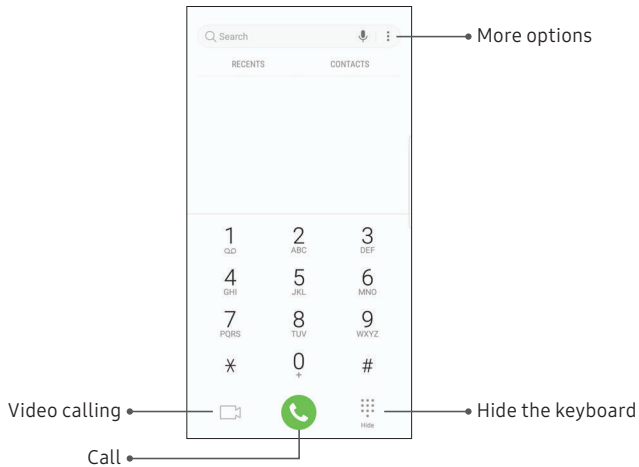 Search
More options
RECENTS CONTACTS
1 2 3
ABC DEF
4 5 6
GHI JKL MNO
7 8 9
PQRS TUV WXYZ
* 0 #
+
Video calling
Hide
Hide the keyboard
Call